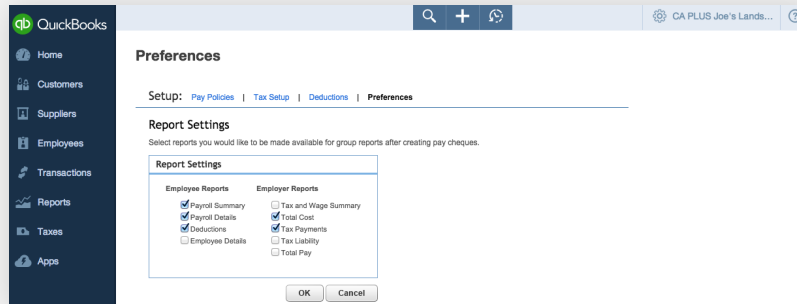 qb QuickBooks
CA PLUS Joe's Lands...
Home
Customers
Suppliers
Employees
Transactions
Reports
Taxes
Apps
Preferences
Setup: Pay Policies | Tax Setup | Deductions | Preferences
Report Settings
Select reports you would like to be made available for group reports after creating pay cheques.
Report Settings
Employee Reports Employer Reports
Payroll Summary Tax and Wage Summary
Payroll Details Total Cost
Deductions Tax Payments
Employee Details Tax Liability
Total Pay
OK Cancel